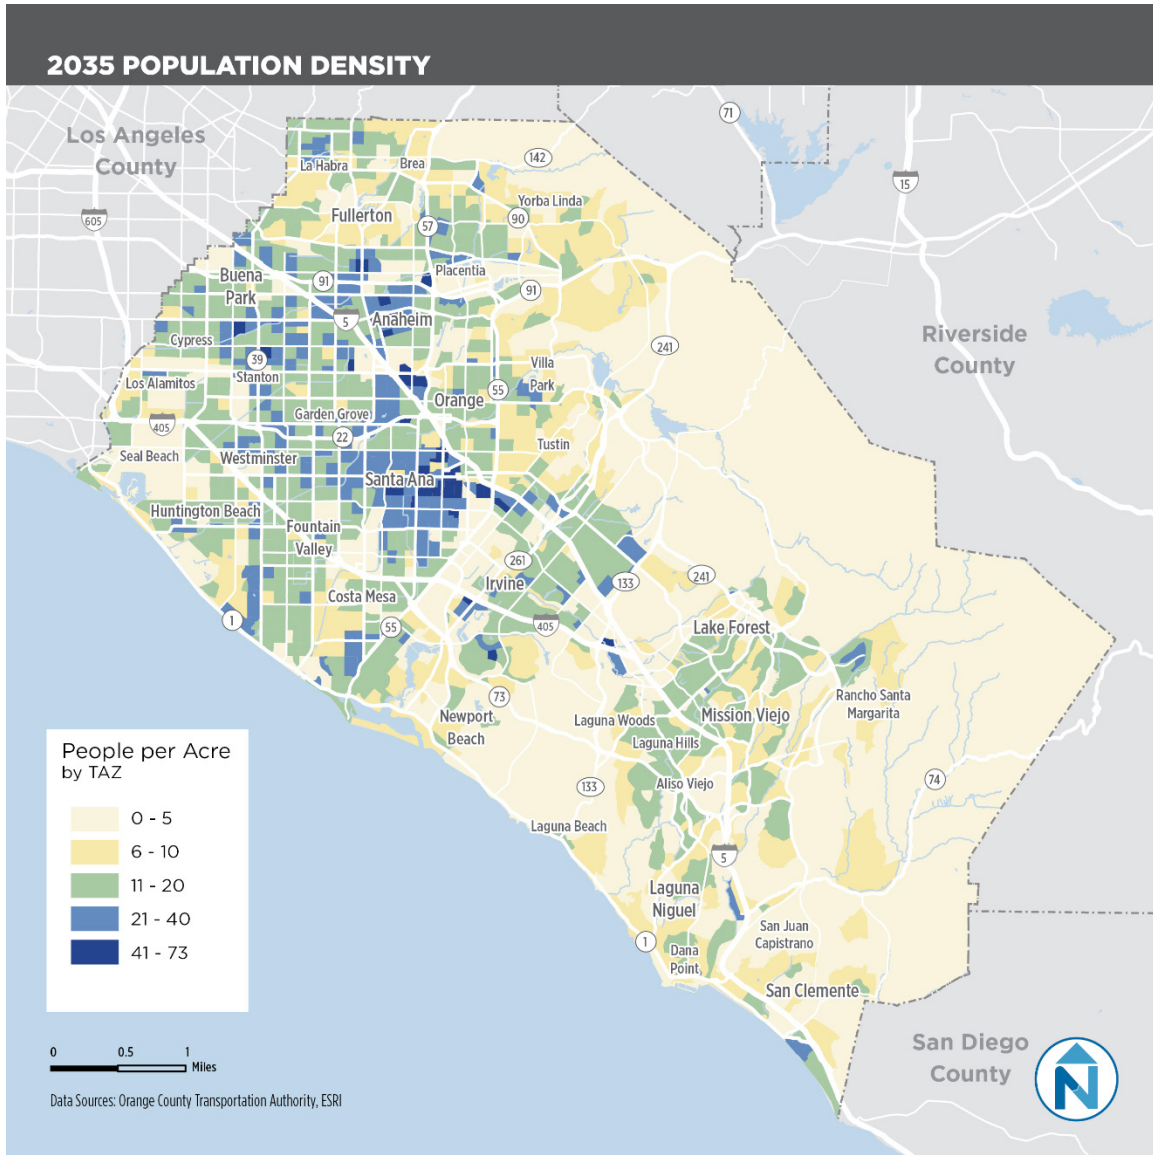 2035 POPULATION DENSITY
Los Angeles
County
71
142
15
605
La Habra
Brea
Yorba Linda
Fullerton
57
90
Buena
Park
91
Placentia
91
5
Anaheim
Riverside
County
Cypress
39
241
Villa
Park
Los Alamitos
Stanton
55
Orange
405
Garden Grove
22
Tustin
Seal Beach
Westminster
Santa Ana
Huntington Beach
Fountain
Valley
261
Irvine
133
241
Costa Mesa
1
55
405
Lake Forest
73
Rancho Santa
Margarita
Newport
Beach
Laguna Woods
Mission Viejo
Laguna Hills
133
Aliso Viejo
74
Laguna Beach
5
Laguna
Niguel
San Juan
Capistrano
1
Dana
Point
San Clemente
San Diego
County
N
People per Acre
by TAZ
0 - 5
6 - 10
11 - 20
21 - 40
41 - 73
0 0.5 1
Miles
Data Sources: Orange County Transportation Authority, ESRI